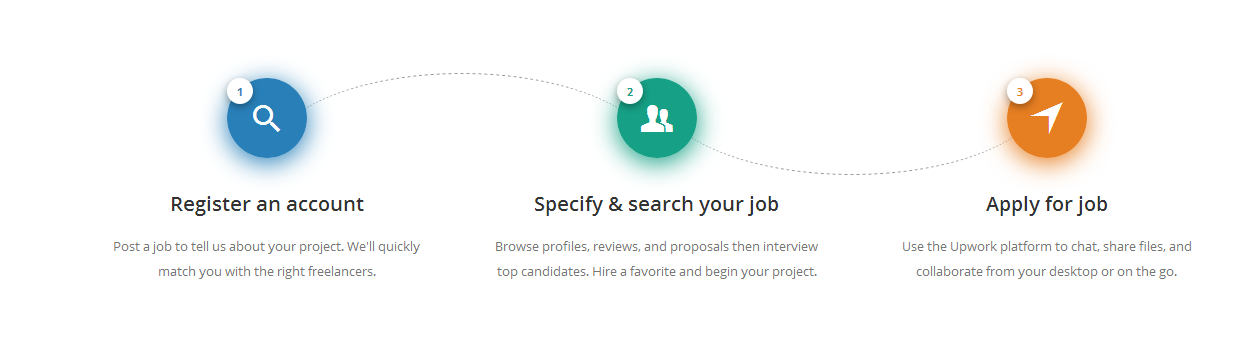 1
2
3
Register an account
Specify & search your job
Apply for job
Post a job to tell us about your project. We'll quickly
match you with the right freelancers.
Browse profiles, reviews, and proposals then interview
top candidates. Hire a favorite and begin your project.
Use the Upwork platform to chat, share files, and
collaborate from your desktop or on the go.